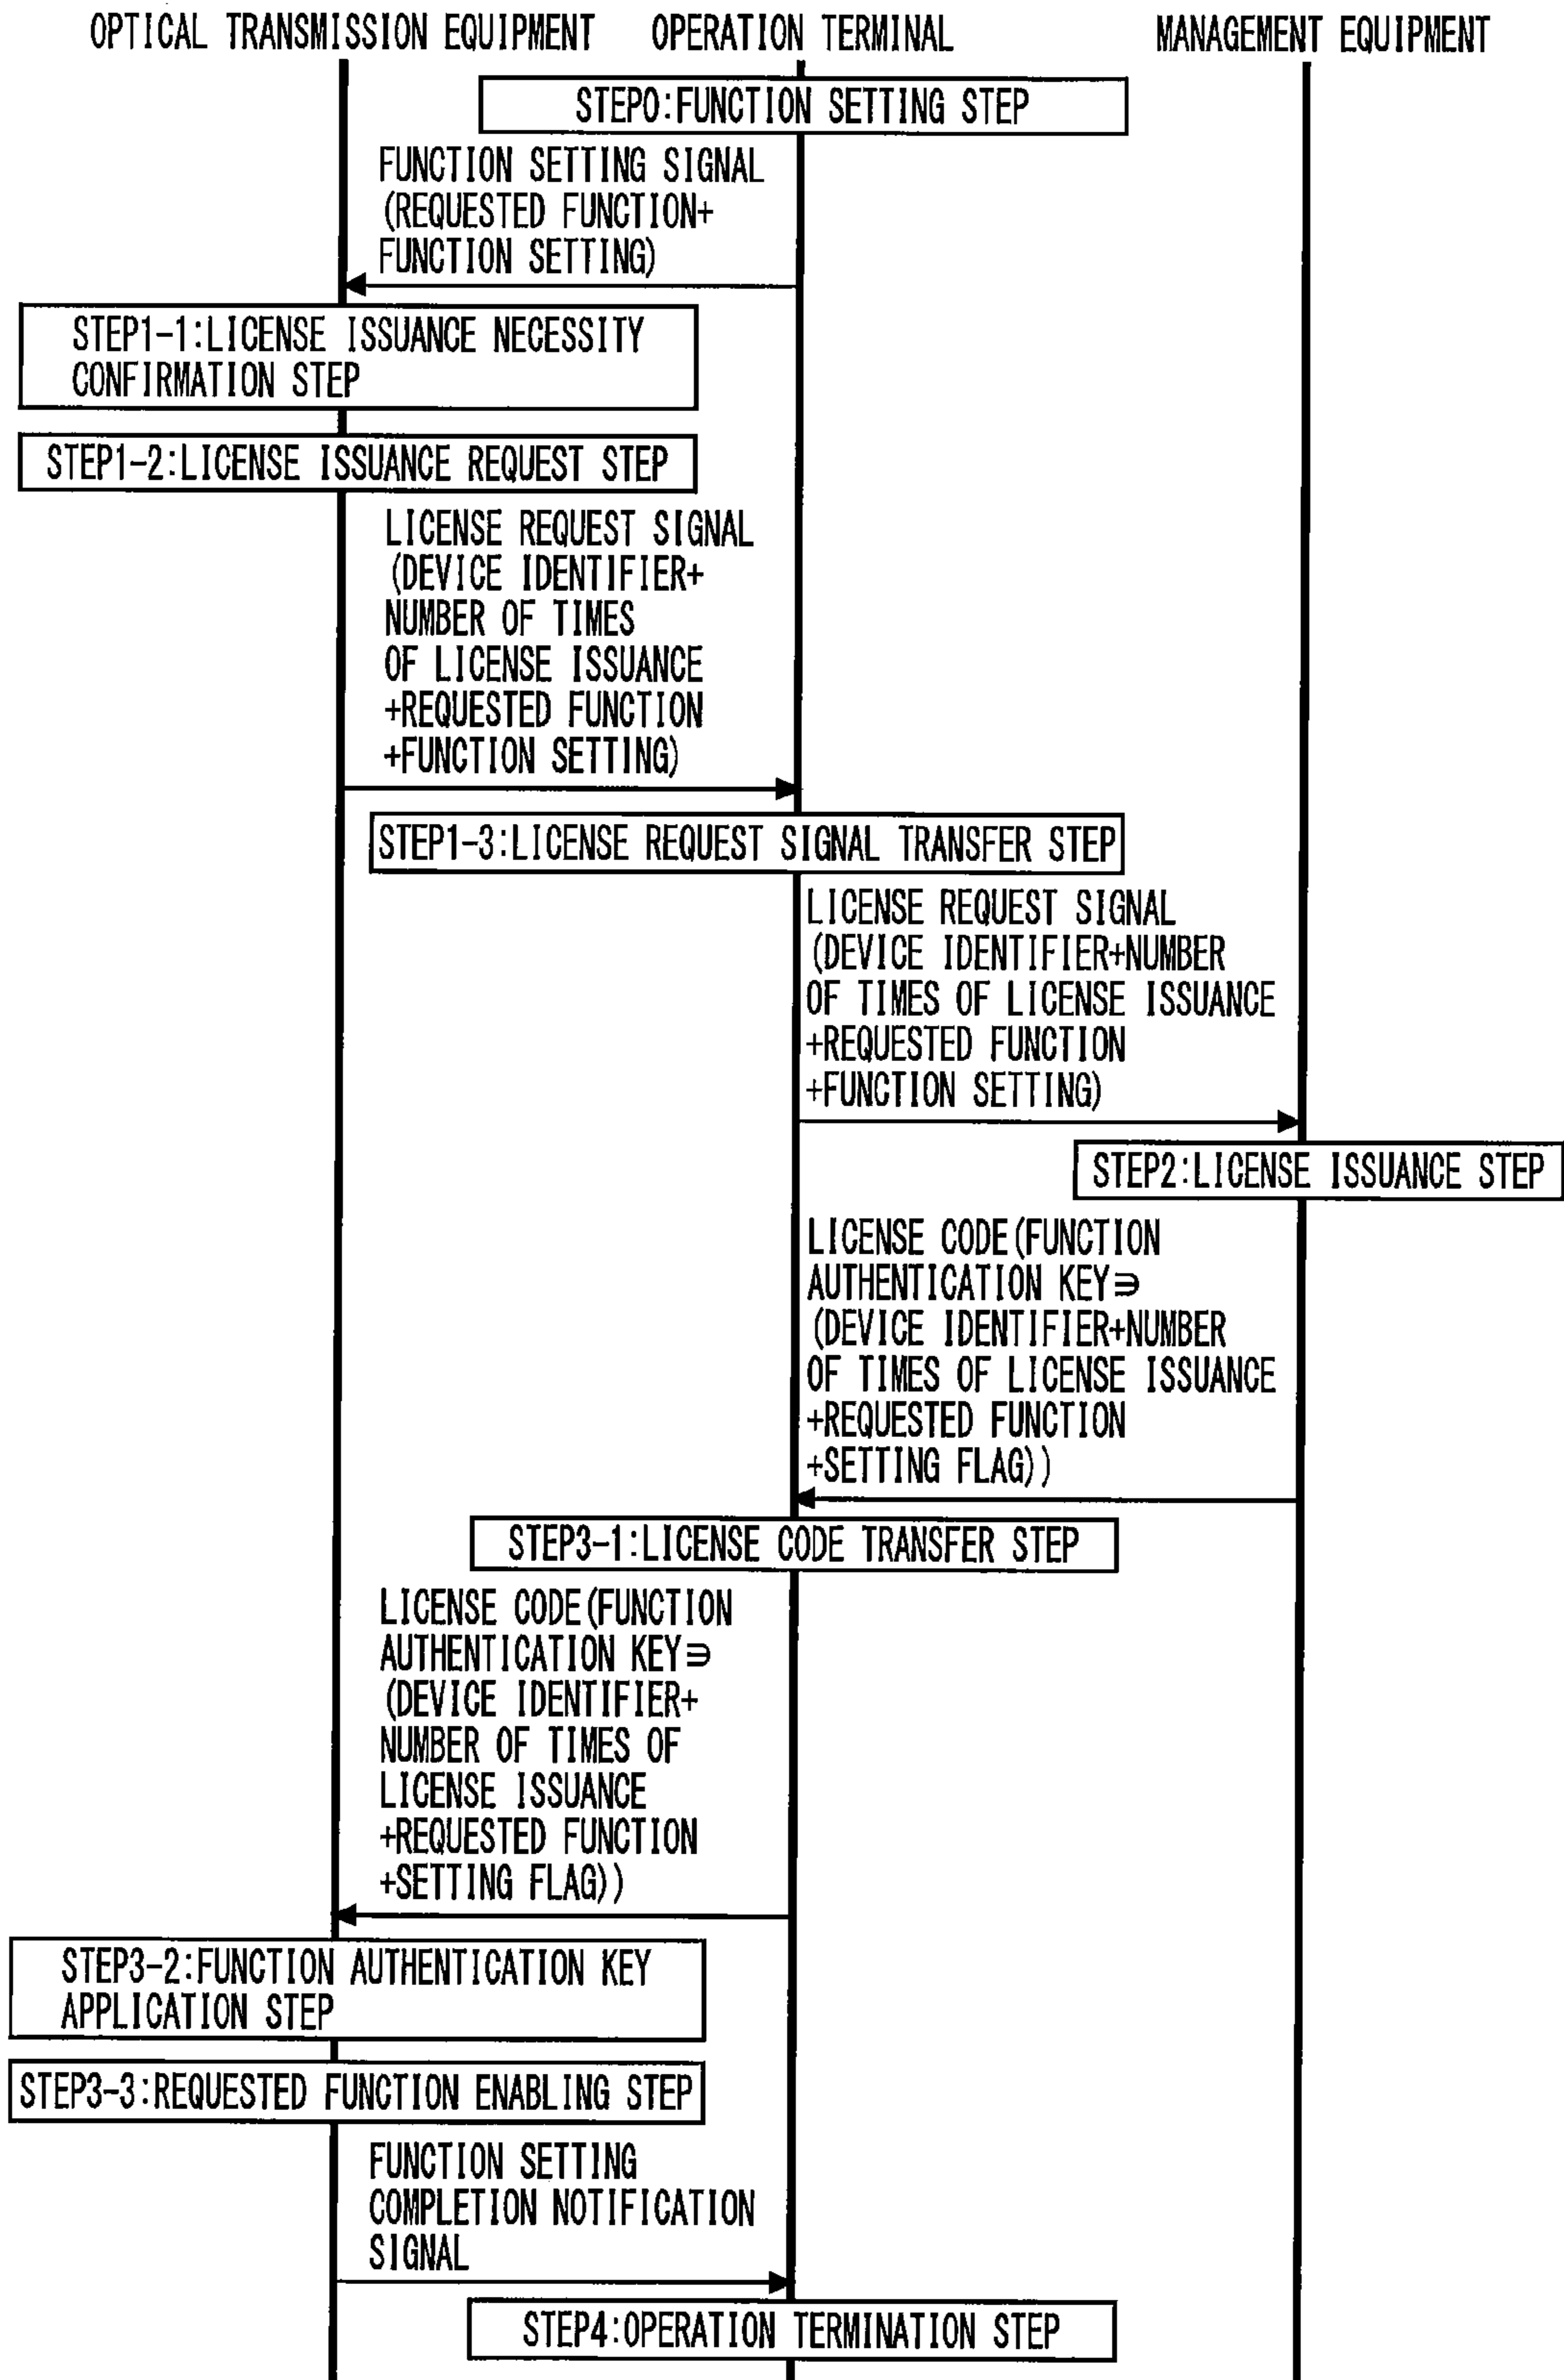 OPTICAL TRANSMISSION EQUIPMENT OPERATION TERMINAL MANAGEMENT EQUIPMENT
STEP0:FUNCTION SETTING STEP
FUNCTION SETTING SIGNAL
(REQUESTED FUNCTION+
FUNCTION SETTING)
STEP1-1:LICENSE ISSUANCE NECESSITY
CONFIRMATION STEP
STEP1-2:LICENSE ISSUANCE REQUEST STEP
LICENSE REQUEST SIGNAL
(DEVICE IDENTIFIER+
NUMBER OF TIMES
OF LICENSE ISSUANCE
+REQUESTED FUNCTION
+FUNCTION SETTING)
STEP1-3:LICENSE REQUEST SIGNAL TRANSFER STEP
LICENSE REQUEST SIGNAL
(DEVICE IDENTIFIER+NUMBER
OF TIMES OF LICENSE ISSUANCE
+REQUESTED FUNCTION
+FUNCTION SETTING)
STEP2:LICENSE ISSUANCE STEP
LICENSE CODE(FUNCTION
AUTHENTICATION KEY∋
(DEVICE IDENTIFIER+NUMBER
OF TIMES OF LICENSE ISSUANCE
+REQUESTED FUNCTION
+SETTING FLAG))
STEP3-1:LICENSE CODE TRANSFER STEP
LICENSE CODE(FUNCTION
AUTHENTICATION KEY∋
(DEVICE IDENTIFIER+
NUMBER OF TIMES OF
LICENSE ISSUANCE
+REQUESTED FUNCTION
+SETTING FLAG))
STEP3-2:FUNCTION AUTHENTICATION KEY
APPLICATION STEP
STEP3-3:REQUESTED FUNCTION ENABLING STEP
FUNCTION SETTING
COMPLETION NOTIFICATION
SIGNAL
STEP4:OPERATION TERMINATION STEP